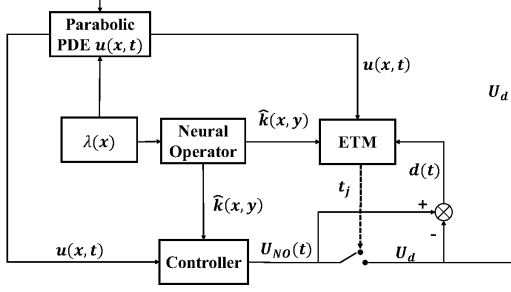 Parabolic
PDE u(x,t)
u(x,t)
U_d
λ(x)
Neural
Operator
k̂(x,y)
ETM
d(t)
k̂(x,y)
t_j
+
-
u(x,t)
Controller
U_NO(t)
U_d